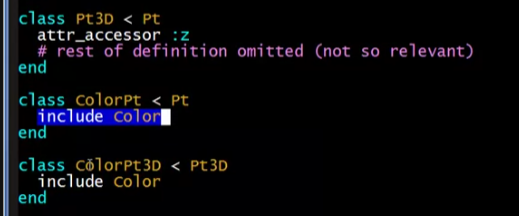 class Pt3D < Pt
  attr_accessor :z
  # rest of definition omitted (not so relevant)
end
class ColorPt < Pt
  include Color
end
class ColorPt3D < Pt3D
  include Color
end